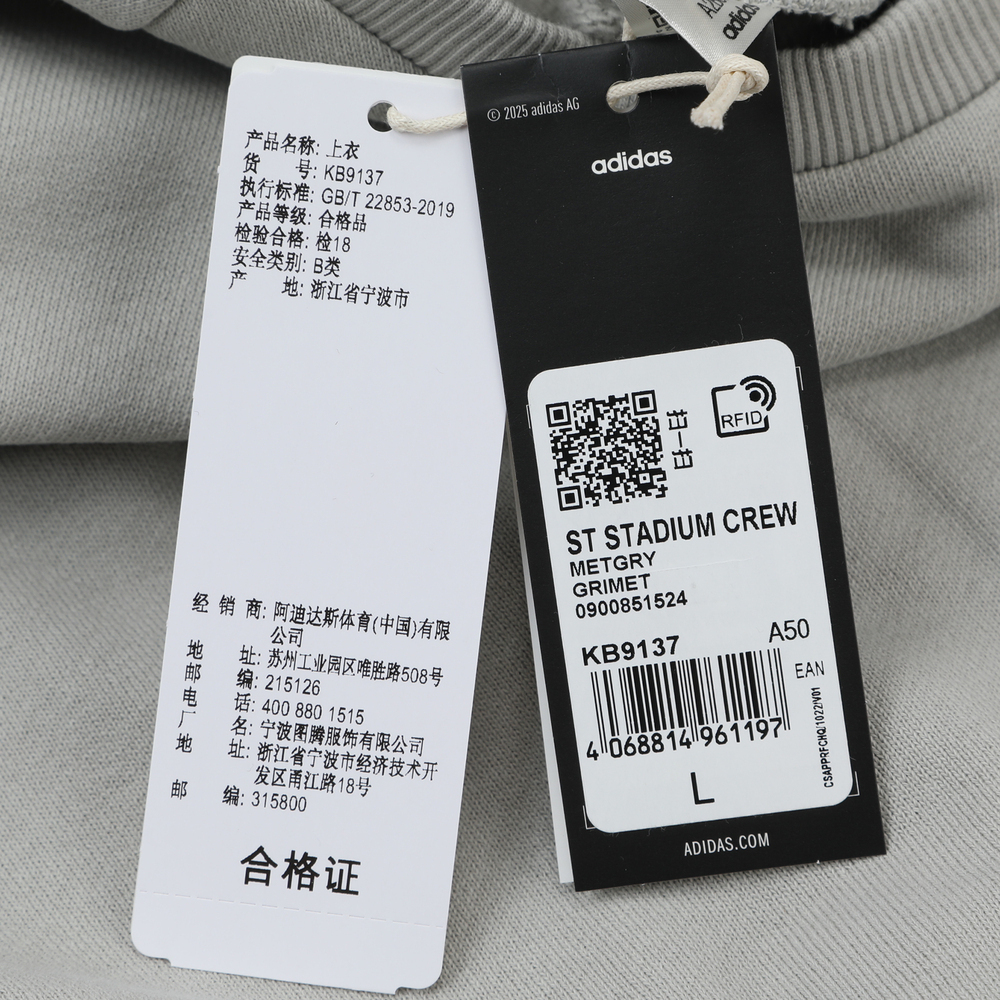 产品名称: 上衣
货 号: KB9137
执行标准: GB/T 22853-2019
产品等级: 合格品
检验合格: 检18
安全类别: B类
产 地: 浙江省宁波市
经 销 商: 阿迪达斯体育(中国)有限
公司
地 址: 苏州工业园区唯胜路508号
邮 编: 215126
电 话: 400 880 1515
厂 名: 宁波图腾服饰有限公司
地 址: 浙江省宁波市经济技术开
发区甬江路18号
邮 编: 315800
合格证
© 2025 adidas AG
adidas
RFID
ST STADIUM CREW
METGRY
GRIMET
0900851524
KB9137
A50
EAN
4 068814 961197
CSAPPRFCHQ/1022/V01
L
ADIDAS.COM
adidas